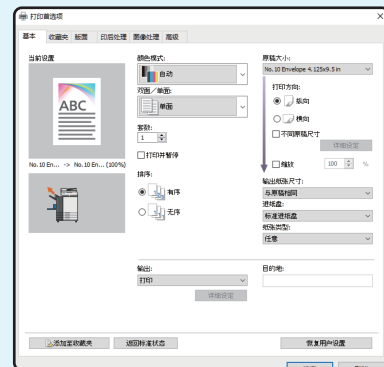 打印首选项
基本 收藏夹 版面 印后处理 图像处理 高级
当前设置
ABC
No. 10 En... -> No. 10 En... (100%)
颜色模式:
自动
双面/单面:
单面
套数:
1
打印并暂停
排序:
有序
无序
原稿大小:
No. 10 Envelope 4.125x9.5 in
打印方向:
纵向
横向
不同原稿尺寸
详细设定
缩放 100 %
输出纸张尺寸:
与原稿相同
进纸盘:
标准进纸盘
纸张类型:
任意
输出:
打印
详细设定
目的地:
添加至收藏夹 返回标准状态 恢复用户设置